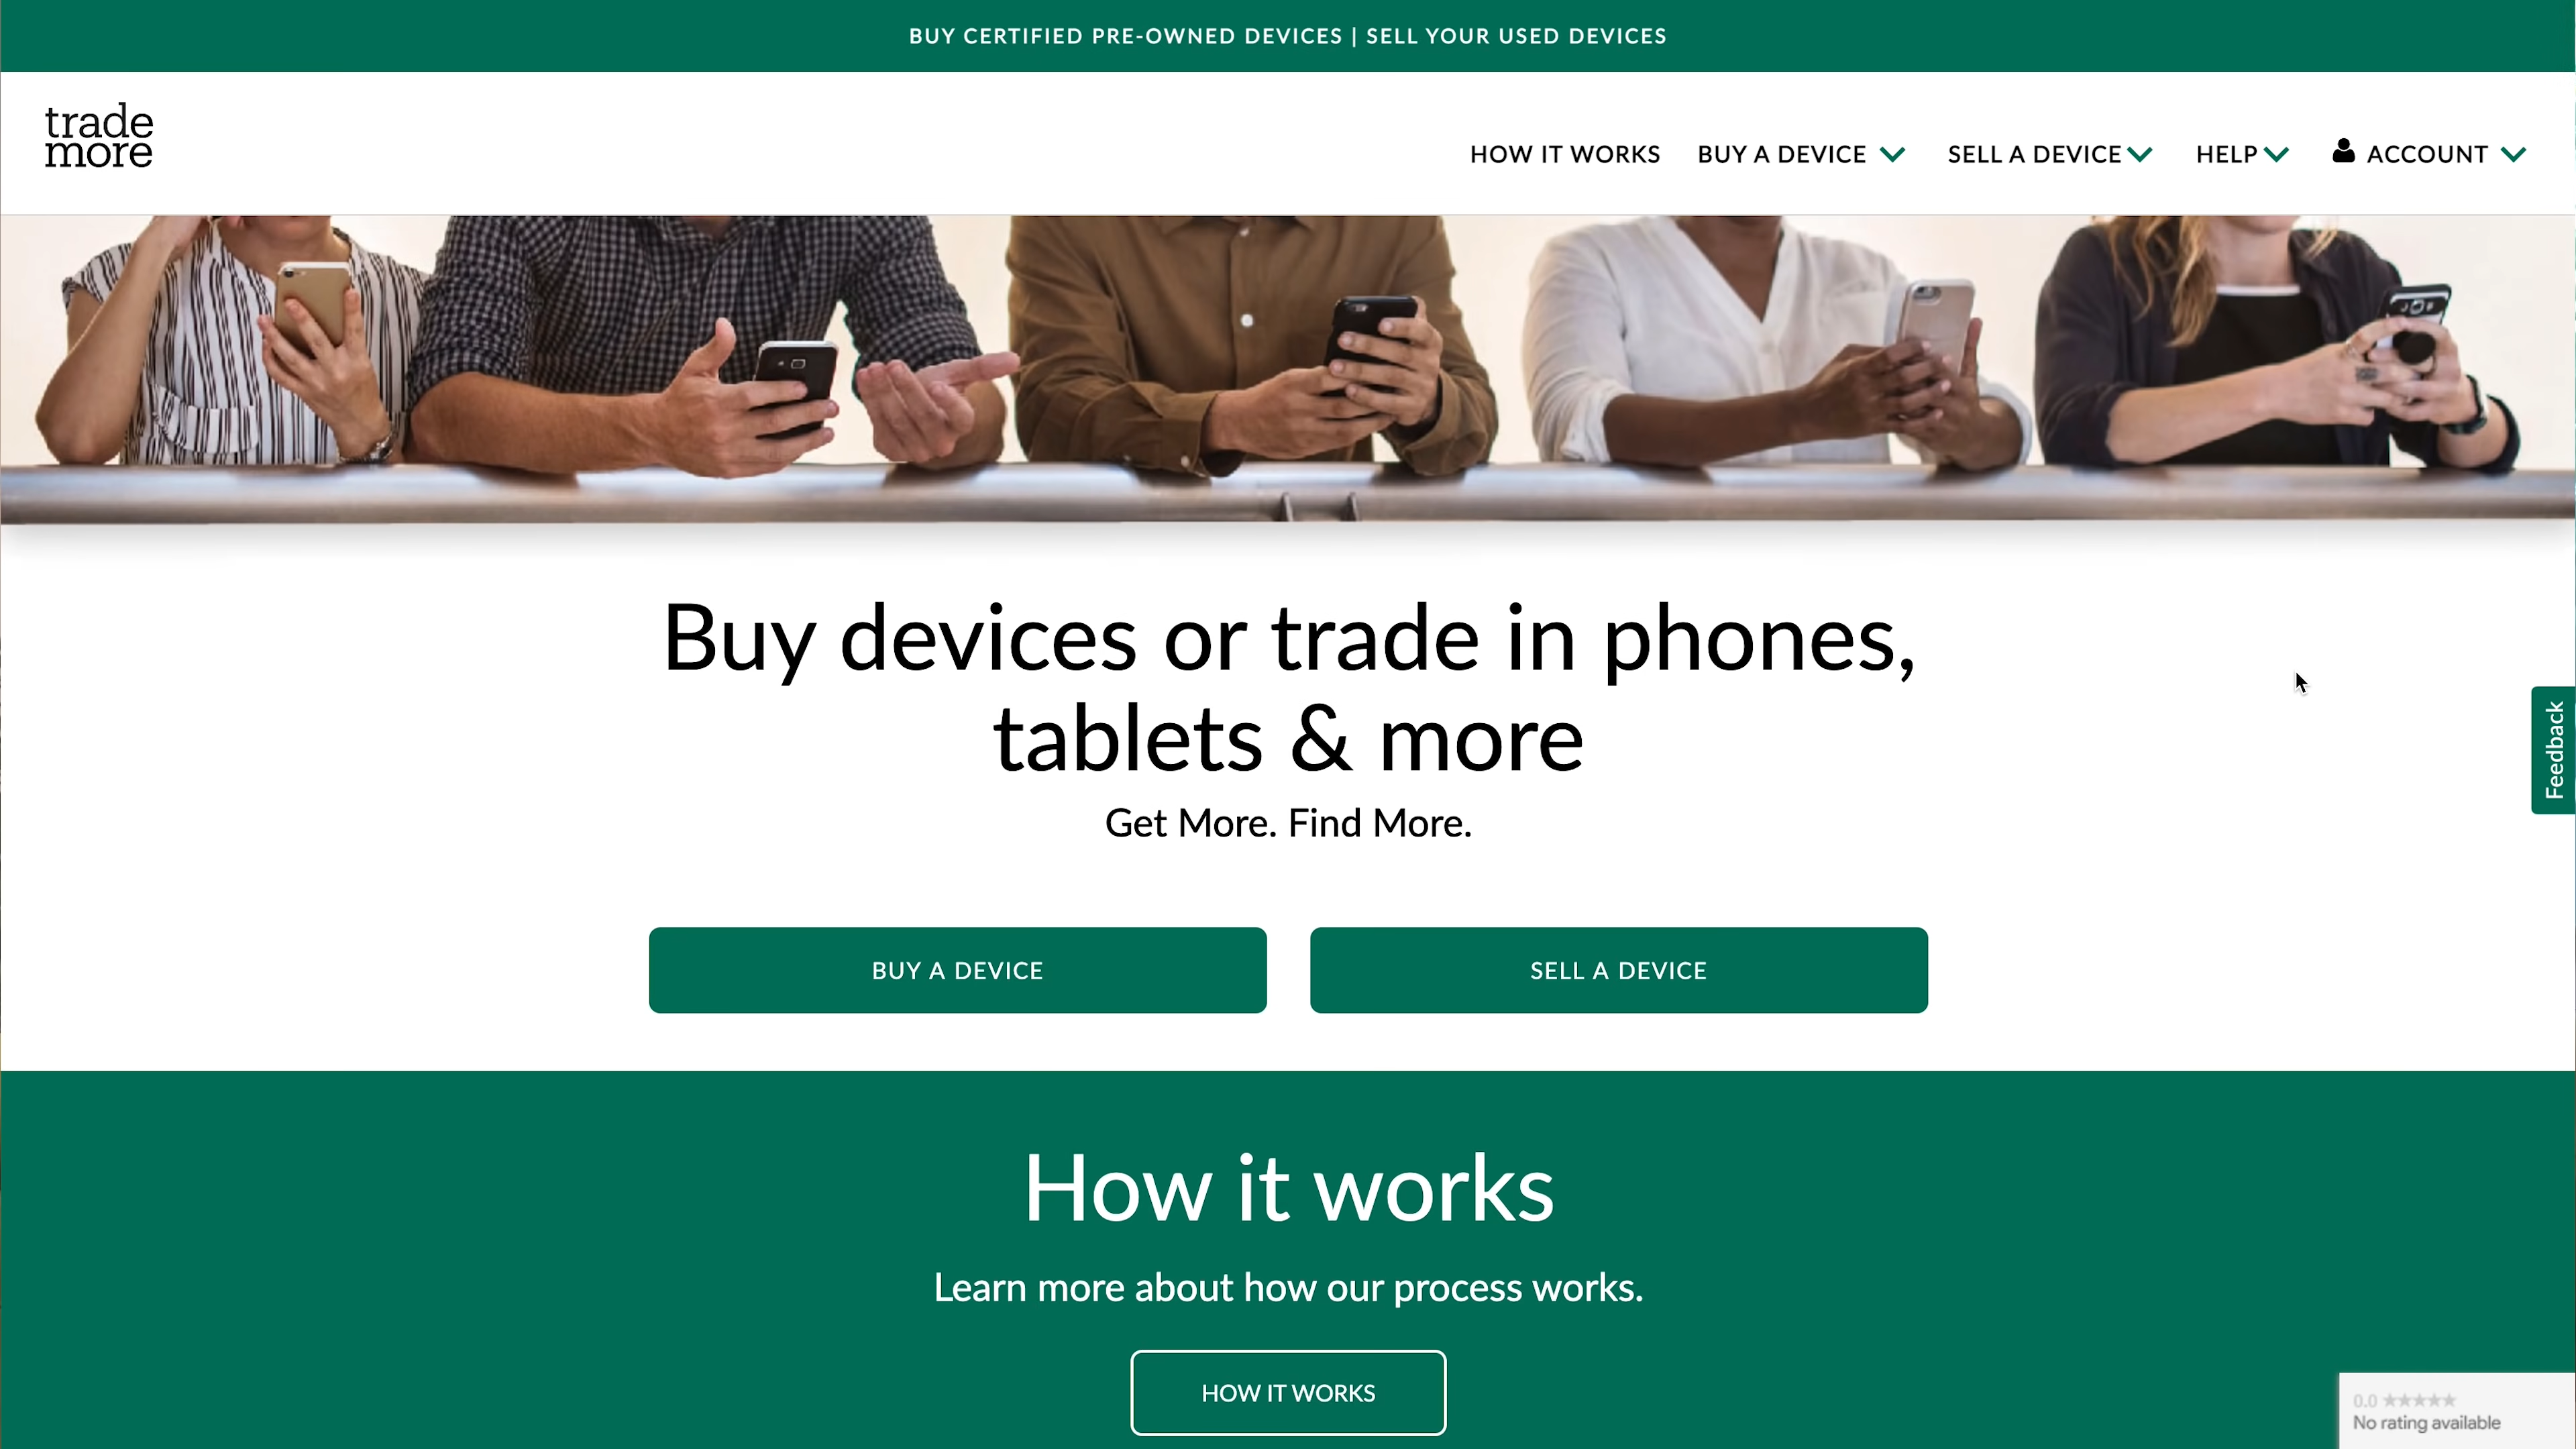 BUY CERTIFIED PRE-OWNED DEVICES | SELL YOUR USED DEVICES
trade
more
HOW IT WORKS
BUY A DEVICE
SELL A DEVICE
HELP
ACCOUNT
Buy devices or trade in phones,
tablets & more
Get More. Find More.
Feedback
BUY A DEVICE
SELL A DEVICE
How it works
Learn more about how our process works.
HOW IT WORKS
0.0 ★★★★★
No rating available